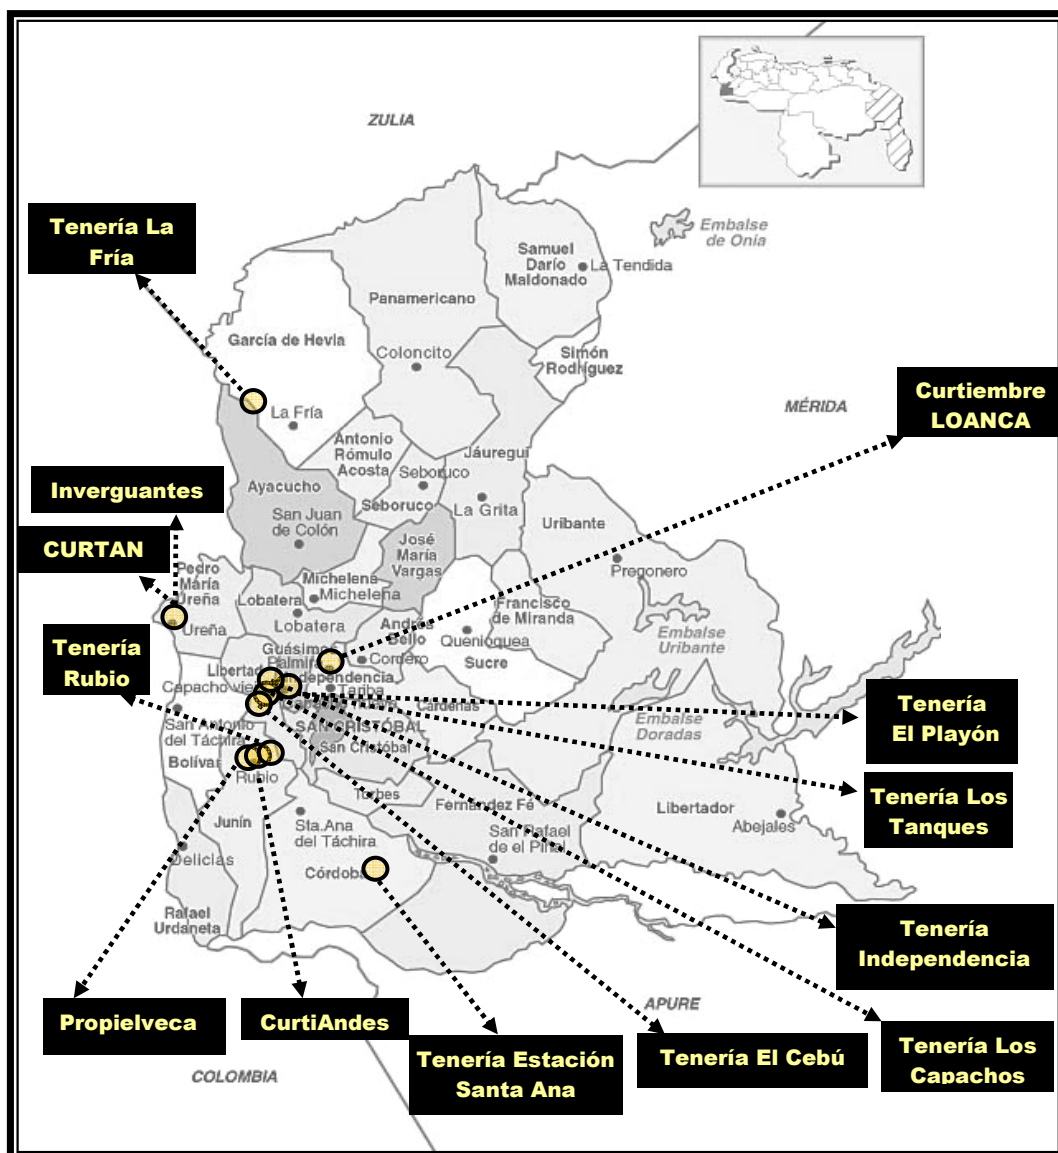 ZULIA
Embalse
de Onia
Samuel
Darío
Maldonado
La Tendida
Tenería La
Fría
Panamericano
García de Hevia
Coloncito
Simón
Rodríguez
MÉRIDA
Curtiembre
LOANCA
La Fría
Antonio
Rómulo
Acosta
Jáuregui
Seboruco
Seboruco
La Grita
Ayacucho
San Juan
de Colón
Uribante
Pregonero
Inverguantes
CURTAN
José
María
Vargas
Pedro
María
Ureña
Ureña
Michelena
Michelena
Lobatera
Lobatera
Francisco
de Miranda
Andrés
Bello
Cordero
Queniquea
Sucre
Embalse
Uribante
Tenería
Rubio
Guásimos
Palmira
Libertad
Independencia
Capacho
Táriba
Cárdenas
San Antonio
del Táchira
Bolívar
SAN CRISTÓBAL
San Cristóbal
Embalse
Doradas
Tenería
El Playón
Rubio
Torbes
Fernández Fé
Libertador
Abejales
Tenería Los
Tanques
Junín
Sta.Ana
del Táchira
San Rafael
de el Piñal
Delicias
Córdoba
Rafael
Urdaneta
Tenería
Independencia
APURE
Propielveca
CurtiAndes
Tenería Estación
Santa Ana
Tenería El Cebú
Tenería Los
Capachos
COLOMBIA